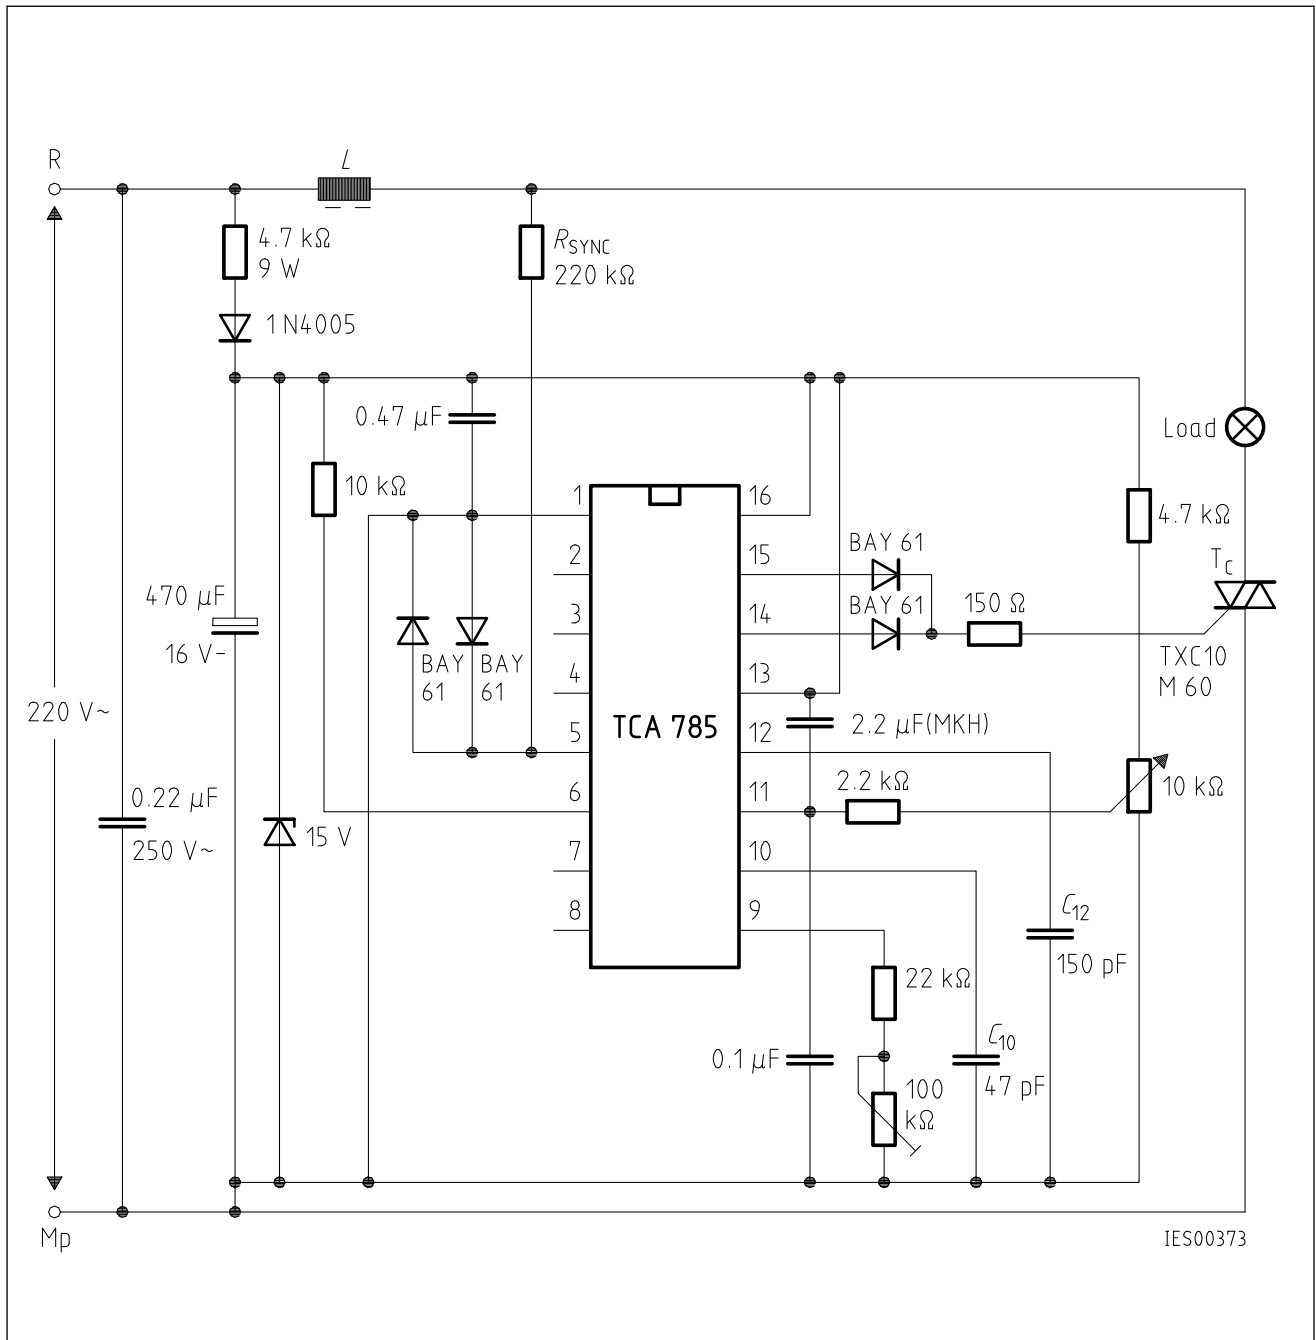 R
L
4.7 kΩ
9 W
R SYNC
220 kΩ
1N4005
0.47 µF
Load
10 kΩ
4.7 kΩ
1
2
3
4
5
6
7
8
16
15
14
13
12
11
10
9
TCA 785
BAY 61
BAY 61
150 Ω
T C
TXC10
M 60
470 µF
16 V-
BAY
61
BAY
61
220 V~
2.2 µF(MKH)
2.2 kΩ
10 kΩ
0.22 µF
250 V~
15 V
C 12
150 pF
22 kΩ
0.1 µF
100
kΩ
C 10
47 pF
Mp
IES00373